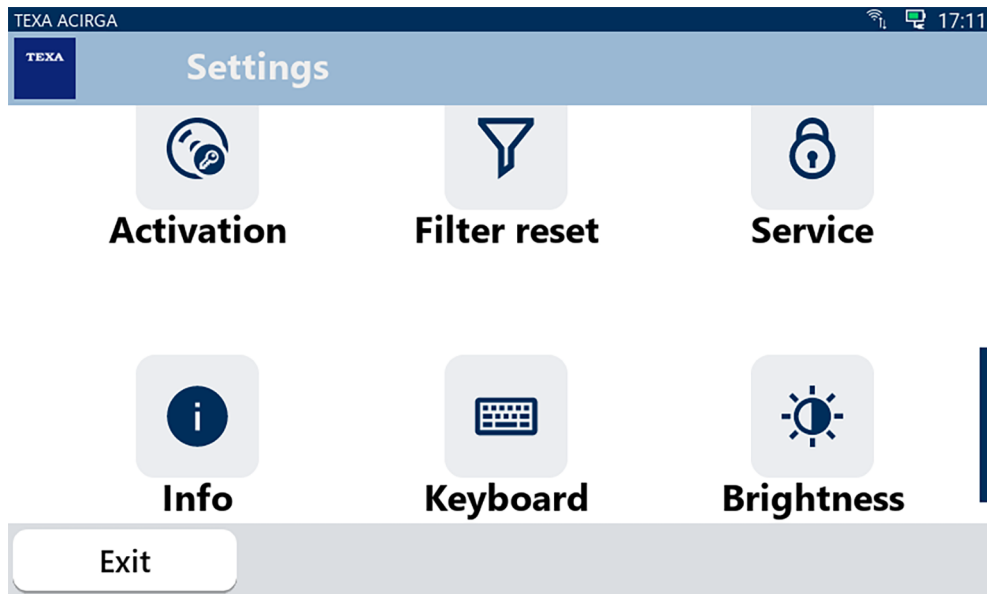 TEXA ACIRGA 17:11
TEXA Settings
Activation Filter reset Service
Info Keyboard Brightness
Exit